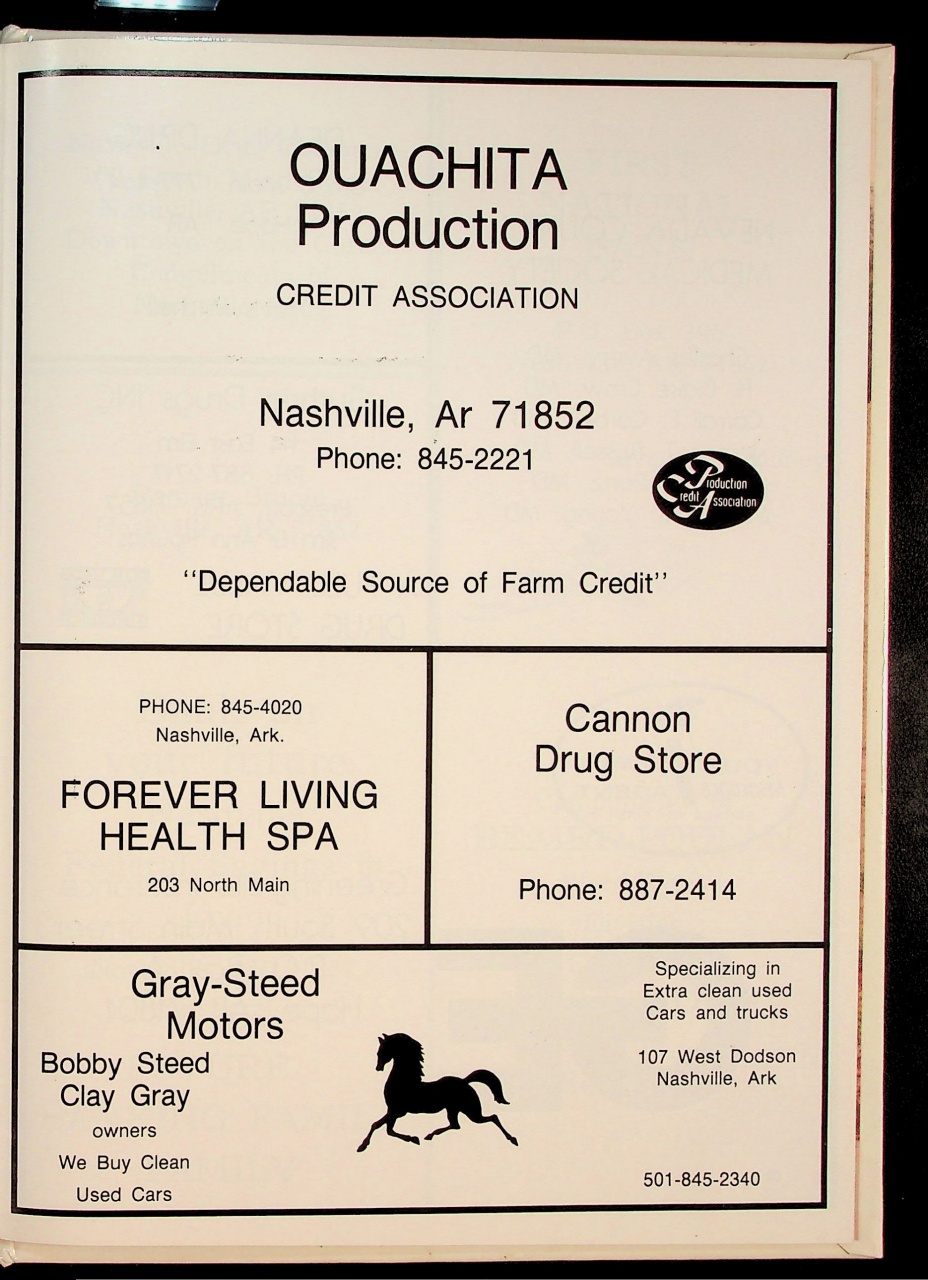 OUACHITA
Production
CREDIT ASSOCIATION
Nashville, Ar 71852
Phone: 845-2221
Production
Credit Association
‘‘Dependable Source of Farm Credit’’
PHONE: 845-4020
Nashville, Ark.
FOREVER LIVING
HEALTH SPA
203 North Main
Cannon
Drug Store
Phone: 887-2414
Gray-Steed
Motors
Bobby Steed
Clay Gray
owners
We Buy Clean
Used Cars
Specializing in
Extra clean used
Cars and trucks
107 West Dodson
Nashville, Ark
501-845-2340